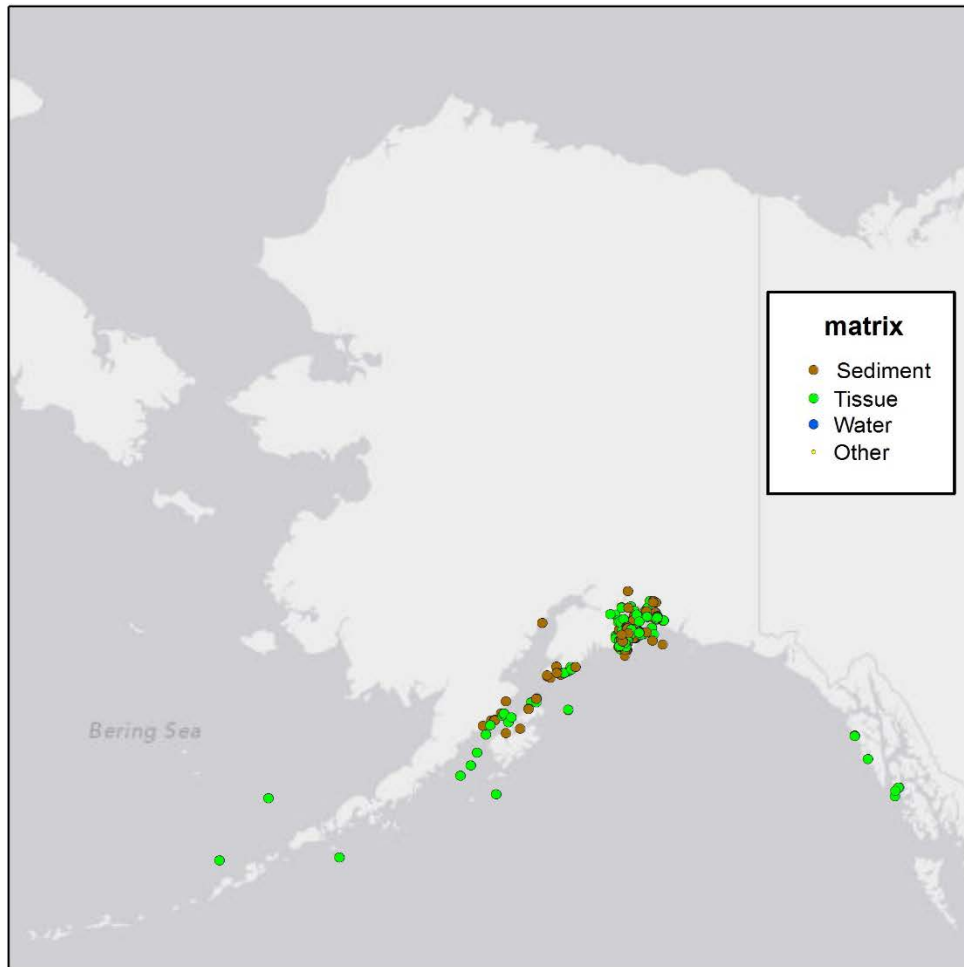 matrix
Sediment
Tissue
Water
Other
Bering Sea